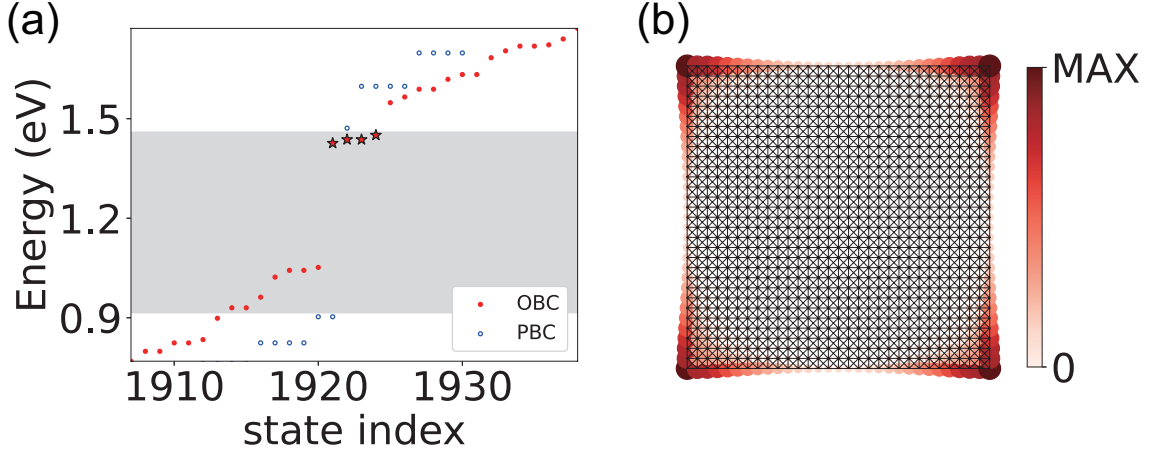 (a)
Energy (eV)
1.5
1.2
0.9
OBC
PBC
1910
1920
1930
state index
(b)
MAX
0